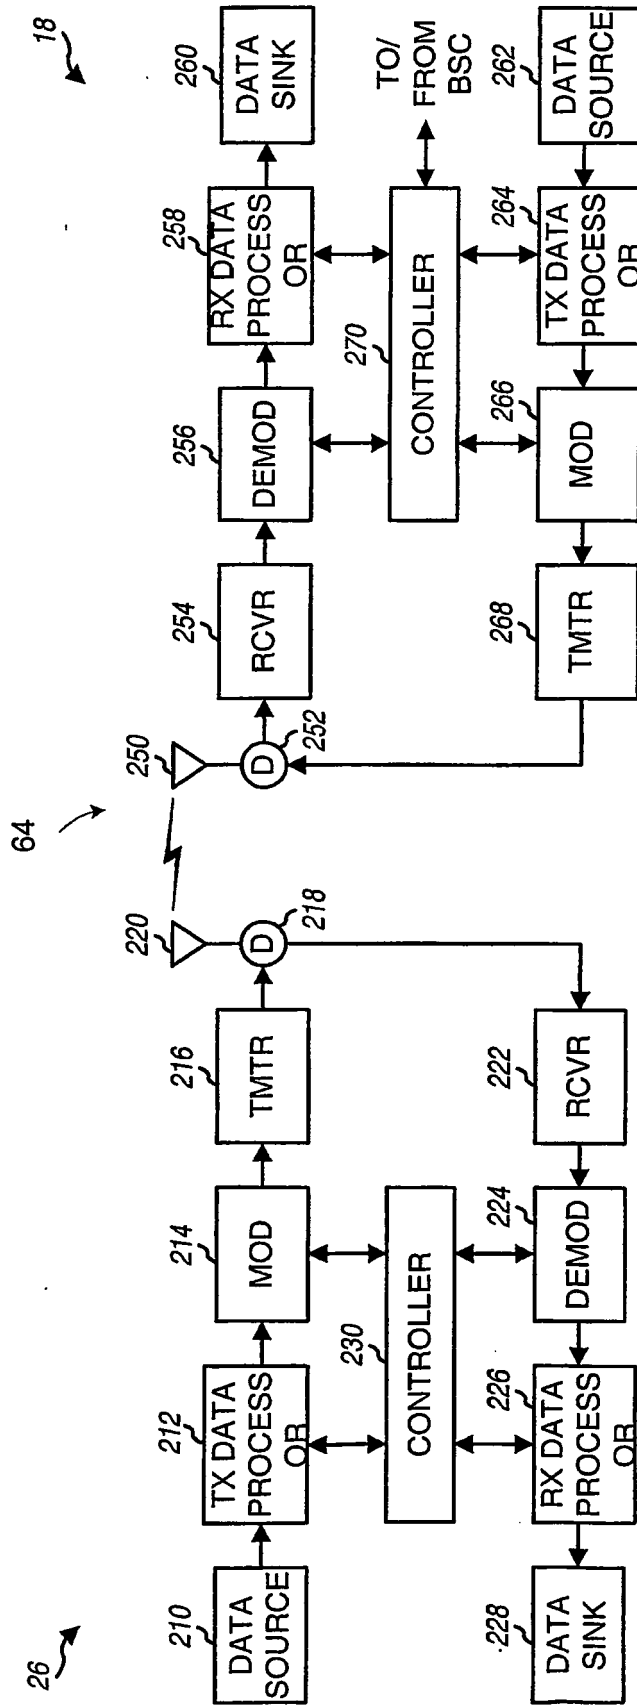 26
64
18
210
DATA
SOURCE
212
TX DATA
PROCESS
OR
214
MOD
216
TMTR
D
218
220
250
D
252
254
RCVR
256
DEMOD
258
RX DATA
PROCESS
OR
260
DATA
SINK
230
CONTROLLER
270
CONTROLLER
TO/
FROM
BSC
228
DATA
SINK
226
RX DATA
PROCESS
OR
224
DEMOD
222
RCVR
268
TMTR
266
MOD
264
TX DATA
PROCESS
OR
262
DATA
SOURCE